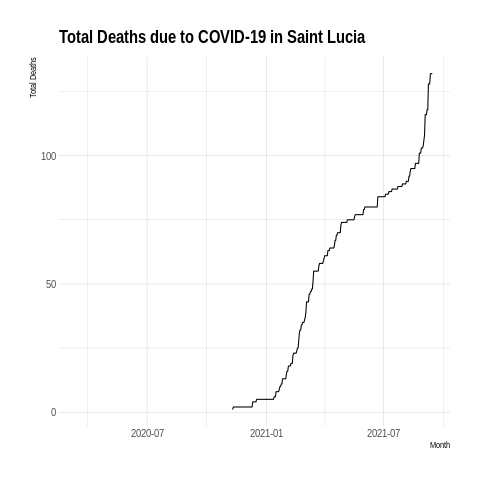 Total Deaths due to COVID-19 in Saint Lucia
Total Deaths
100
50
0
2020-07 2021-01 2021-07
Month